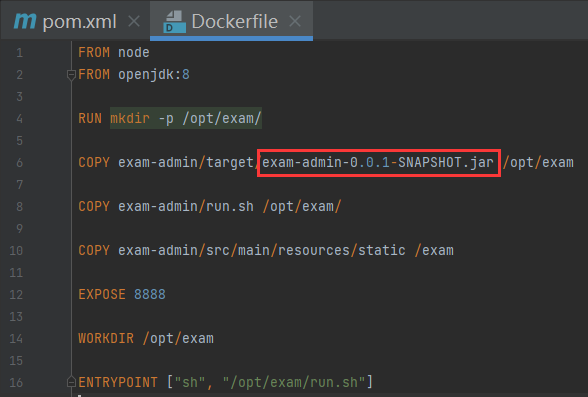 pom.xml
Dockerfile
1 FROM node
2 FROM openjdk:8
3
4 RUN mkdir -p /opt/exam/
5
6 COPY exam-admin/target/exam-admin-0.0.1-SNAPSHOT.jar /opt/exam
7
8 COPY exam-admin/run.sh /opt/exam/
9
10 COPY exam-admin/src/main/resources/static /exam
11
12 EXPOSE 8888
13
14 WORKDIR /opt/exam
15
16 ENTRYPOINT ["sh", "/opt/exam/run.sh"]